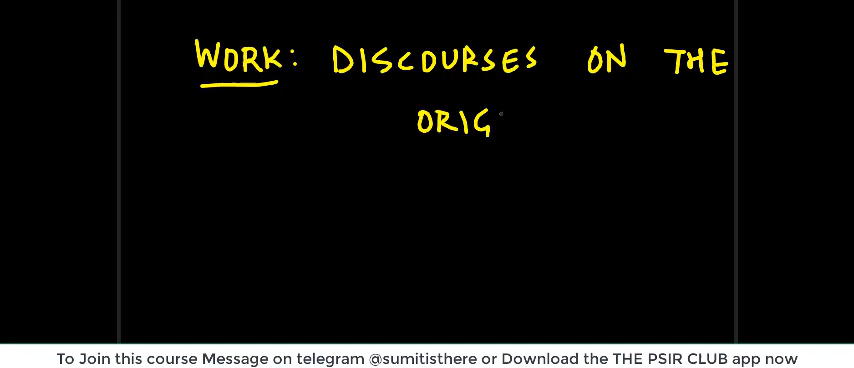 WORK: DISCOURSES ON THE
ORIG
To Join this course Message on telegram @sumitisthere or Download the THE PSIR CLUB app now